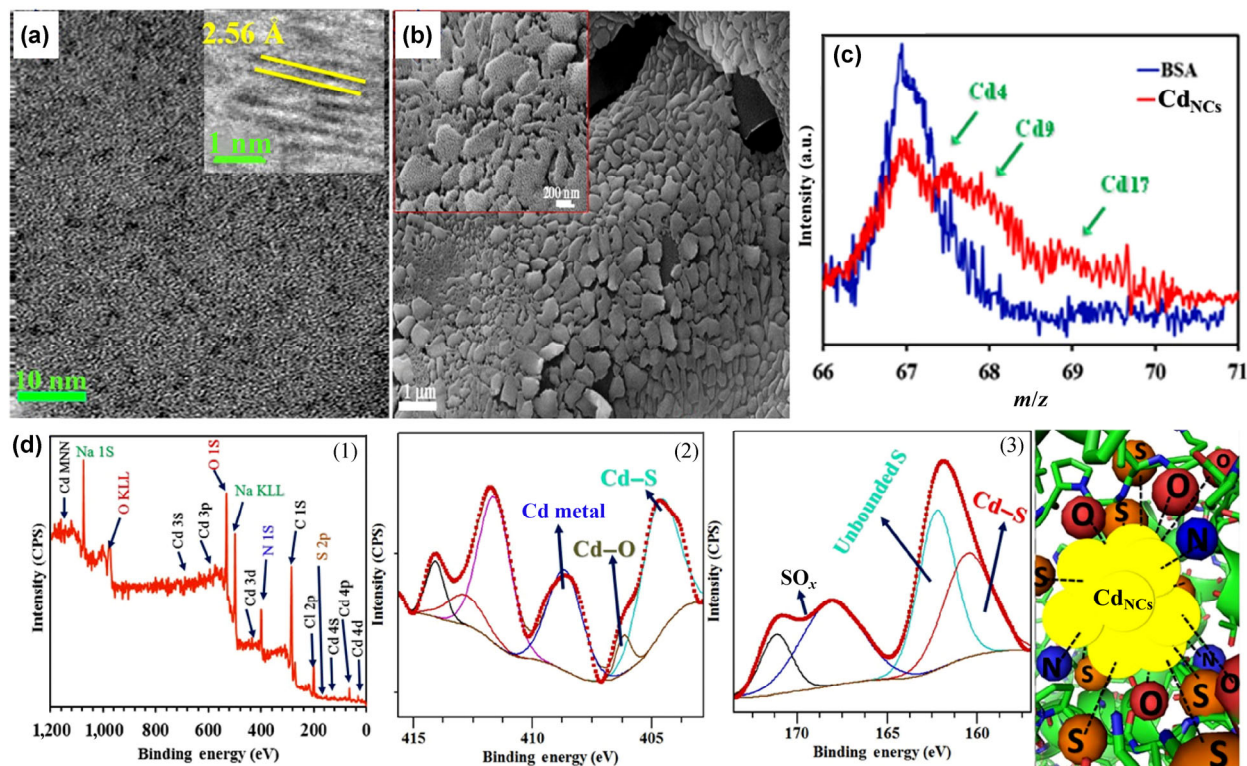 (a)
2.56 Å
1 nm
10 nm
(b)
200 nm
1 μm
(c)
BSA
CdNCs
Cd4
Cd9
Cd17
Intensity (a.u.)
66 67 68 69 70 71
m/z
(d)
(1)
Cd MNN
Na 1S
O KLL
Cd 3S
Cd 3p
O 1S
Na KLL
Cd 3d
N 1S
C 1S
Cl 2p
S 2p
Cd 4S
Cd 4p
Cd 4d
Intensity (CPS)
1,200 1,000 800 600 400 200 0
Binding energy (eV)
(2)
Cd–S
Cd metal
Cd–O
Intensity (CPS)
415 410 405
Binding energy (eV)
(3)
Unbounded S
Cd–S
SOx
Intensity (CPS)
170 165 160
Binding energy (eV)
S
O
O
O
S
N
S
CdNCs
N
N
S
O
O
S
S
S
S